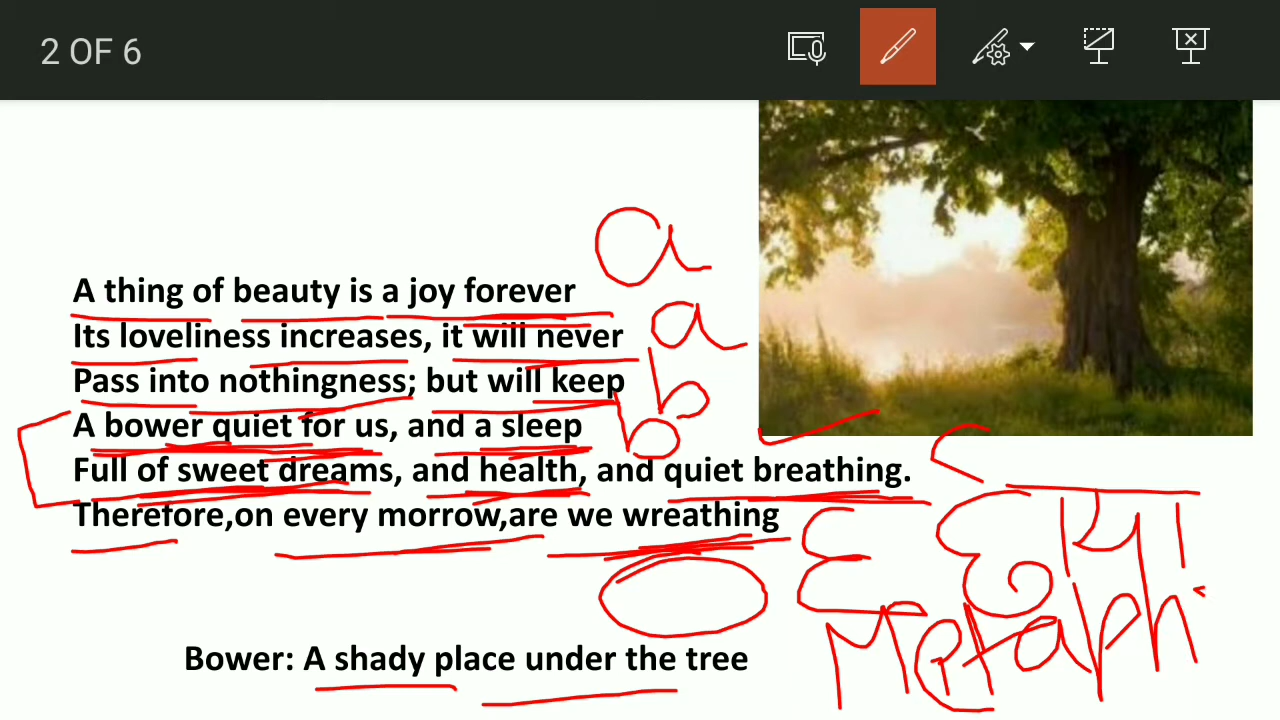 2 OF 6
a
A thing of beauty is a joy forever
a
Its loveliness increases, it will never
b
Pass into nothingness; but will keep
b
A bower quiet for us, and a sleep
Full of sweet dreams, and health, and quiet breathing.
Therefore,on every morrow,are we wreathing
Metaph
Bower: A shady place under the tree